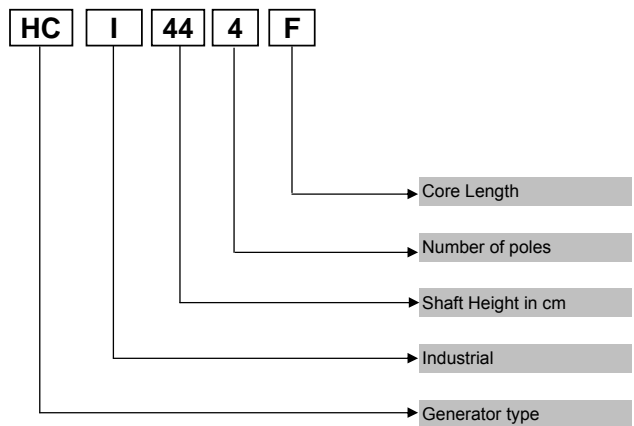 HC I 44 4 F
Core Length
Number of poles
Shaft Height in cm
Industrial
Generator type